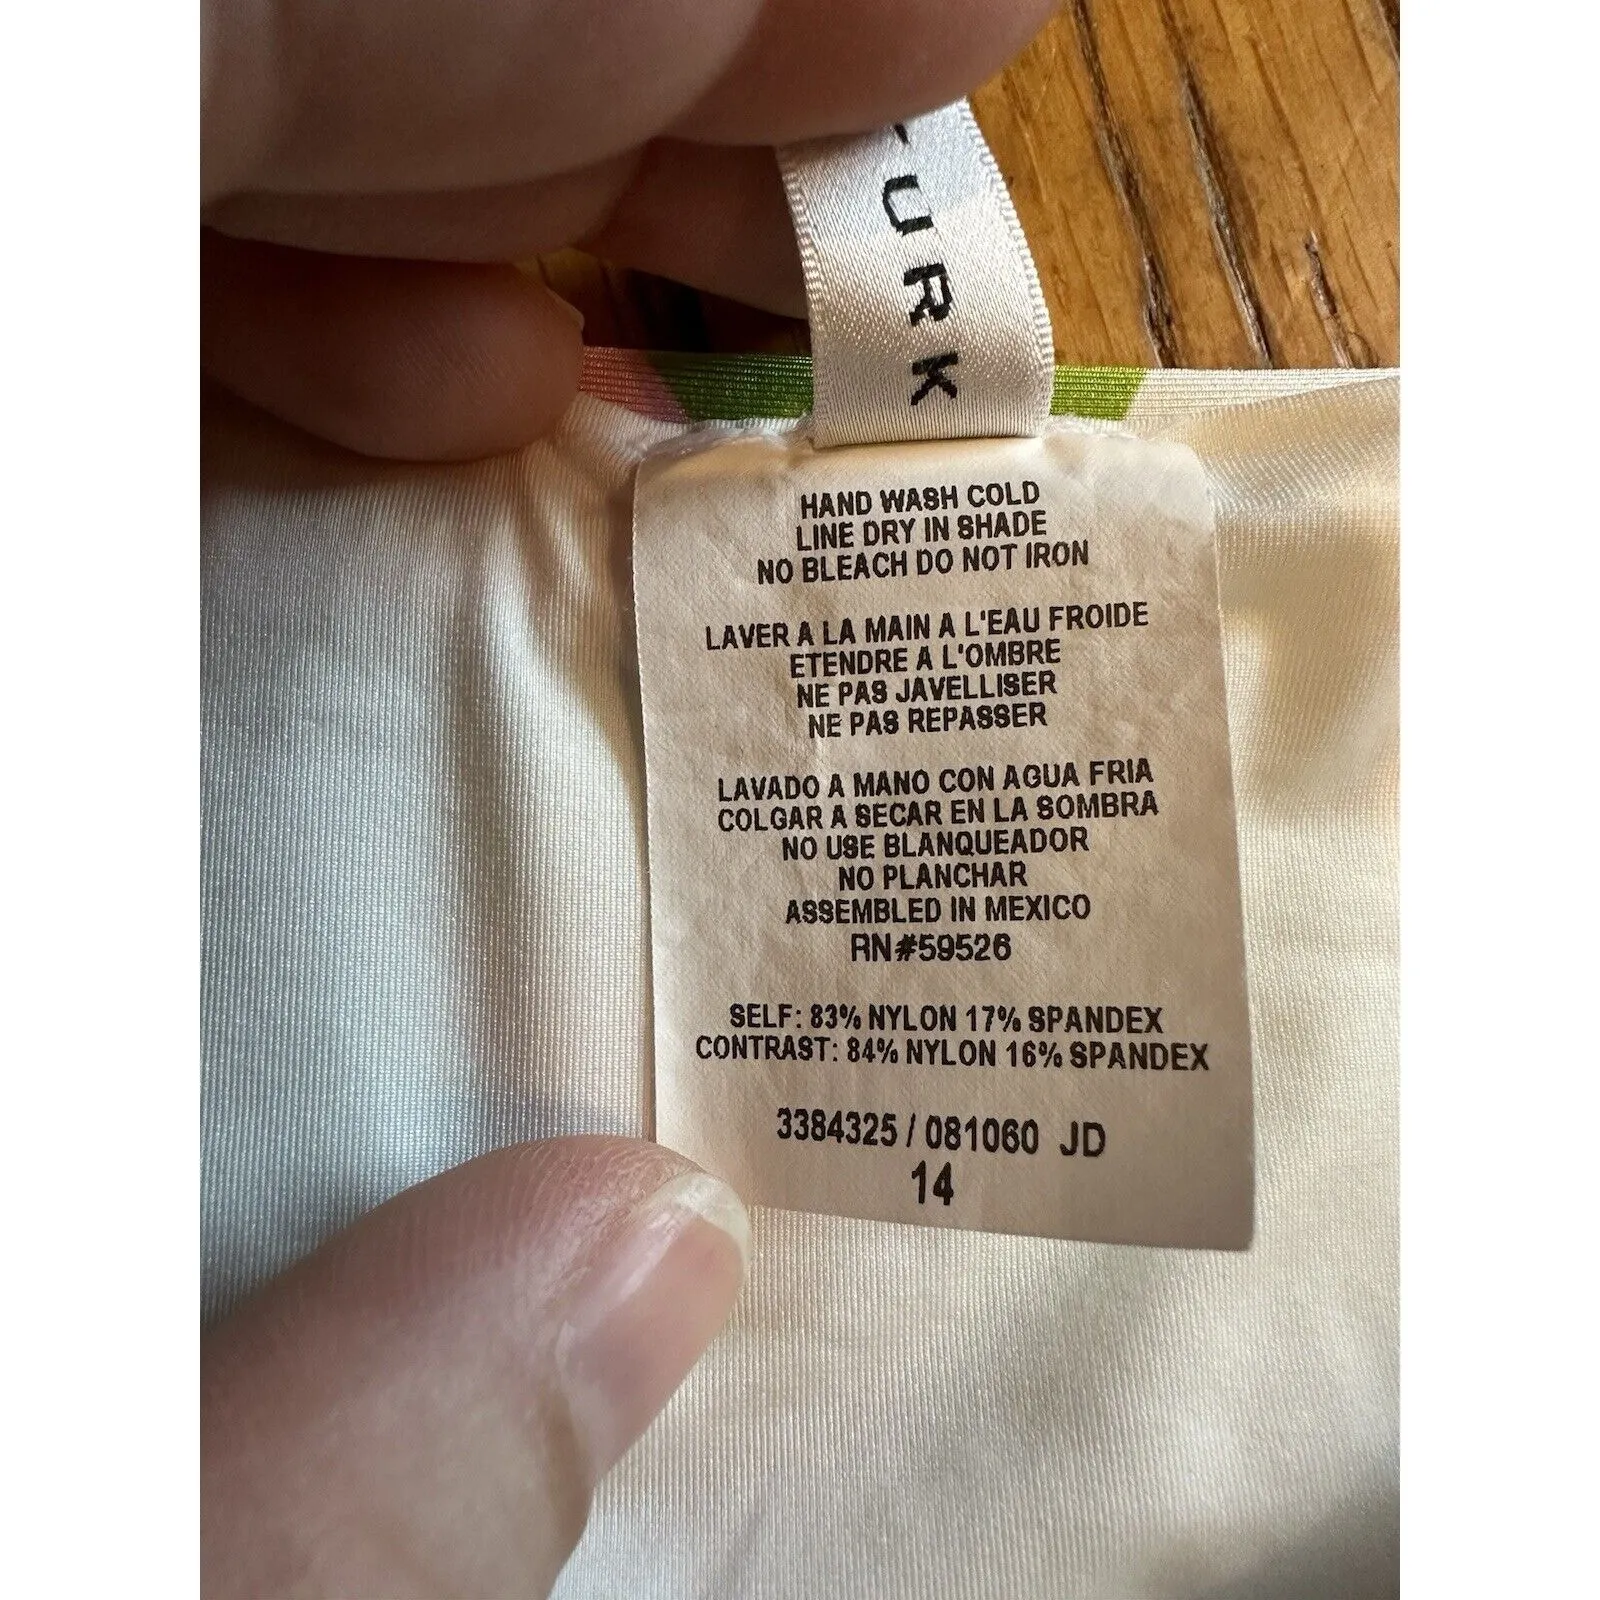 URK
HAND WASH COLD
LINE DRY IN SHADE
NO BLEACH DO NOT IRON
LAVER A LA MAIN A L'EAU FROIDE
ETENDRE A L'OMBRE
NE PAS JAVELLISER
NE PAS REPASSER
LAVADO A MANO CON AGUA FRIA
COLGAR A SECAR EN LA SOMBRA
NO USE BLANQUEADOR
NO PLANCHAR
ASSEMBLED IN MEXICO
RN#59526
SELF: 83% NYLON 17% SPANDEX
CONTRAST: 84% NYLON 16% SPANDEX
3384325 / 081060 JD
14